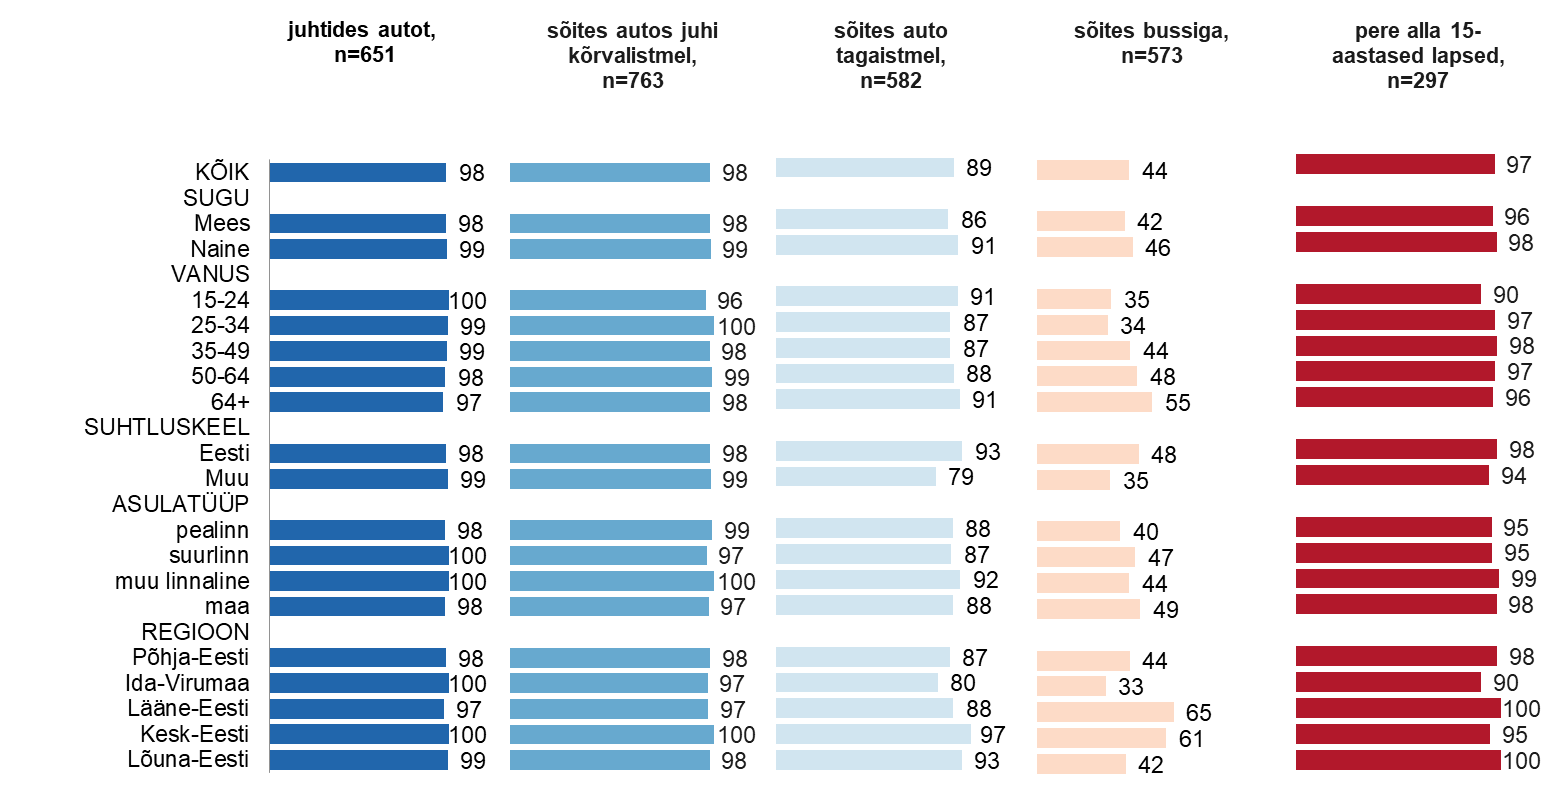 juhtides autot,
n=651
sõites autos juhi
kõrvalistmel,
n=763
sõites auto
tagaistmel,
n=582
sõites bussiga,
n=573
pere alla 15-
aastased lapsed,
n=297
KÕIK 98 98 89 44 97
SUGU
Mees 98 98 86 42 96
Naine 99 99 91 46 98
VANUS
15-24 100 96 91 35 90
25-34 99 100 87 34 97
35-49 99 98 87 44 98
50-64 98 99 88 48 97
64+ 97 98 91 55 96
SUHTLUSKEEL
Eesti 98 98 93 48 98
Muu 99 99 79 35 94
ASULATÜÜP
pealinn 98 99 88 40 95
suurlinn 100 97 87 47 95
muu linnaline 100 100 92 44 99
maa 98 97 88 49 98
REGIOON
Põhja-Eesti 98 98 87 44 98
Ida-Virumaa 100 97 80 33 90
Lääne-Eesti 97 97 88 65 100
Kesk-Eesti 100 100 97 61 95
Lõuna-Eesti 99 98 93 42 100